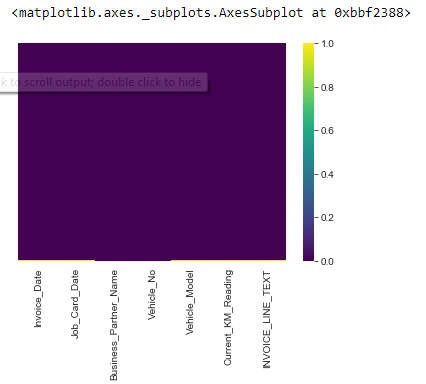 <matplotlib.axes._subplots.AxesSubplot at 0xbbf2388>
1.0
k to scroll output; double click to hide
0.8
0.6
0.4
0.2
0.0
Invoice_Date
Job_Card_Date
Business_Partner_Name
Vehicle_No
Vehicle_Model
Current_KM_Reading
INVOICE_LINE_TEXT